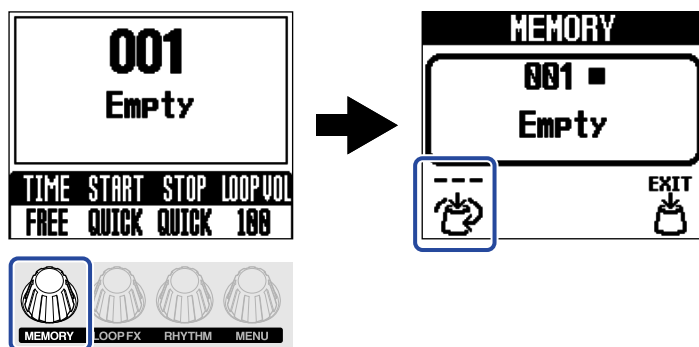 001
Empty
TIME START STOP LOOPVOL
FREE QUICK QUICK 100
MEMORY LOOP FX RHYTHM MENU
MEMORY
001
Empty
---
EXIT